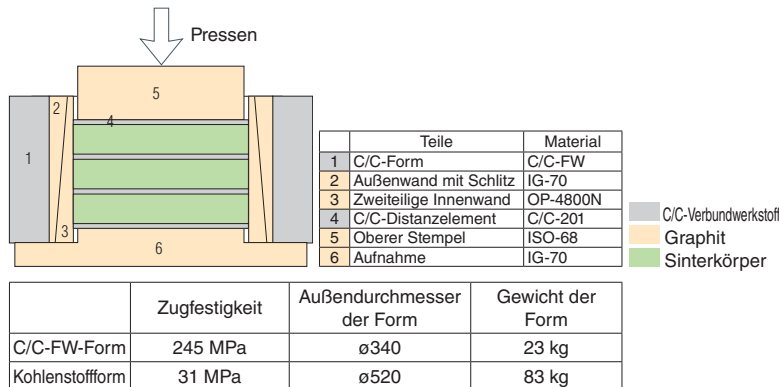 Pressen
5
2
4
1
3
6
Teile Material
1 C/C-Form C/C-FW
2 Außenwand mit Schlitz IG-70
3 Zweiteilige Innenwand OP-4800N
4 C/C-Distanzelement C/C-201
5 Oberer Stempel ISO-68
6 Aufnahme IG-70
C/C-Verbundwerkstoff
Graphit
Sinterkörper
Zugfestigkeit Außendurchmesser der Form Gewicht der Form
C/C-FW-Form 245 MPa ø340 23 kg
Kohlenstoffform 31 MPa ø520 83 kg